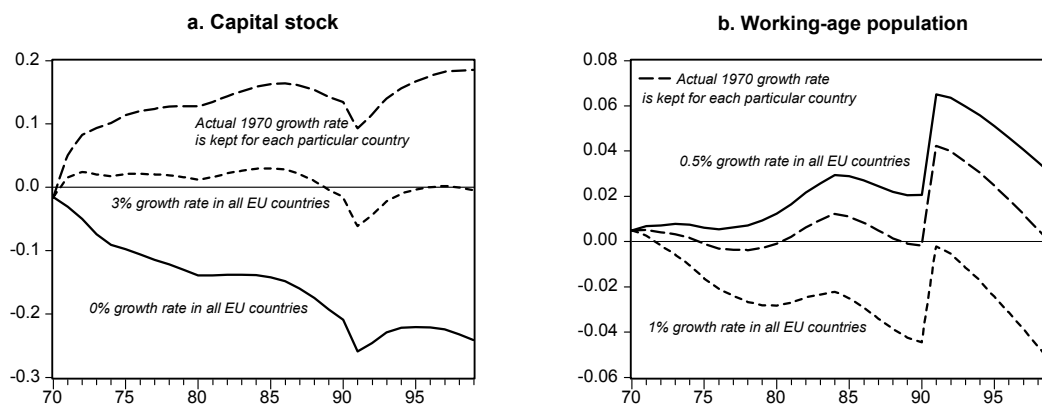 a. Capital stock
0.2
0.1
0.0
-0.1
-0.2
-0.3
Actual 1970 growth rate
is kept for each particular country
3% growth rate in all EU countries
0% growth rate in all EU countries
70 75 80 85 90 95
b. Working-age population
0.08
0.06
0.04
0.02
0.00
-0.02
-0.04
-0.06
Actual 1970 growth rate
is kept for each particular country
0.5% growth rate in all EU countries
1% growth rate in all EU countries
70 75 80 85 90 95